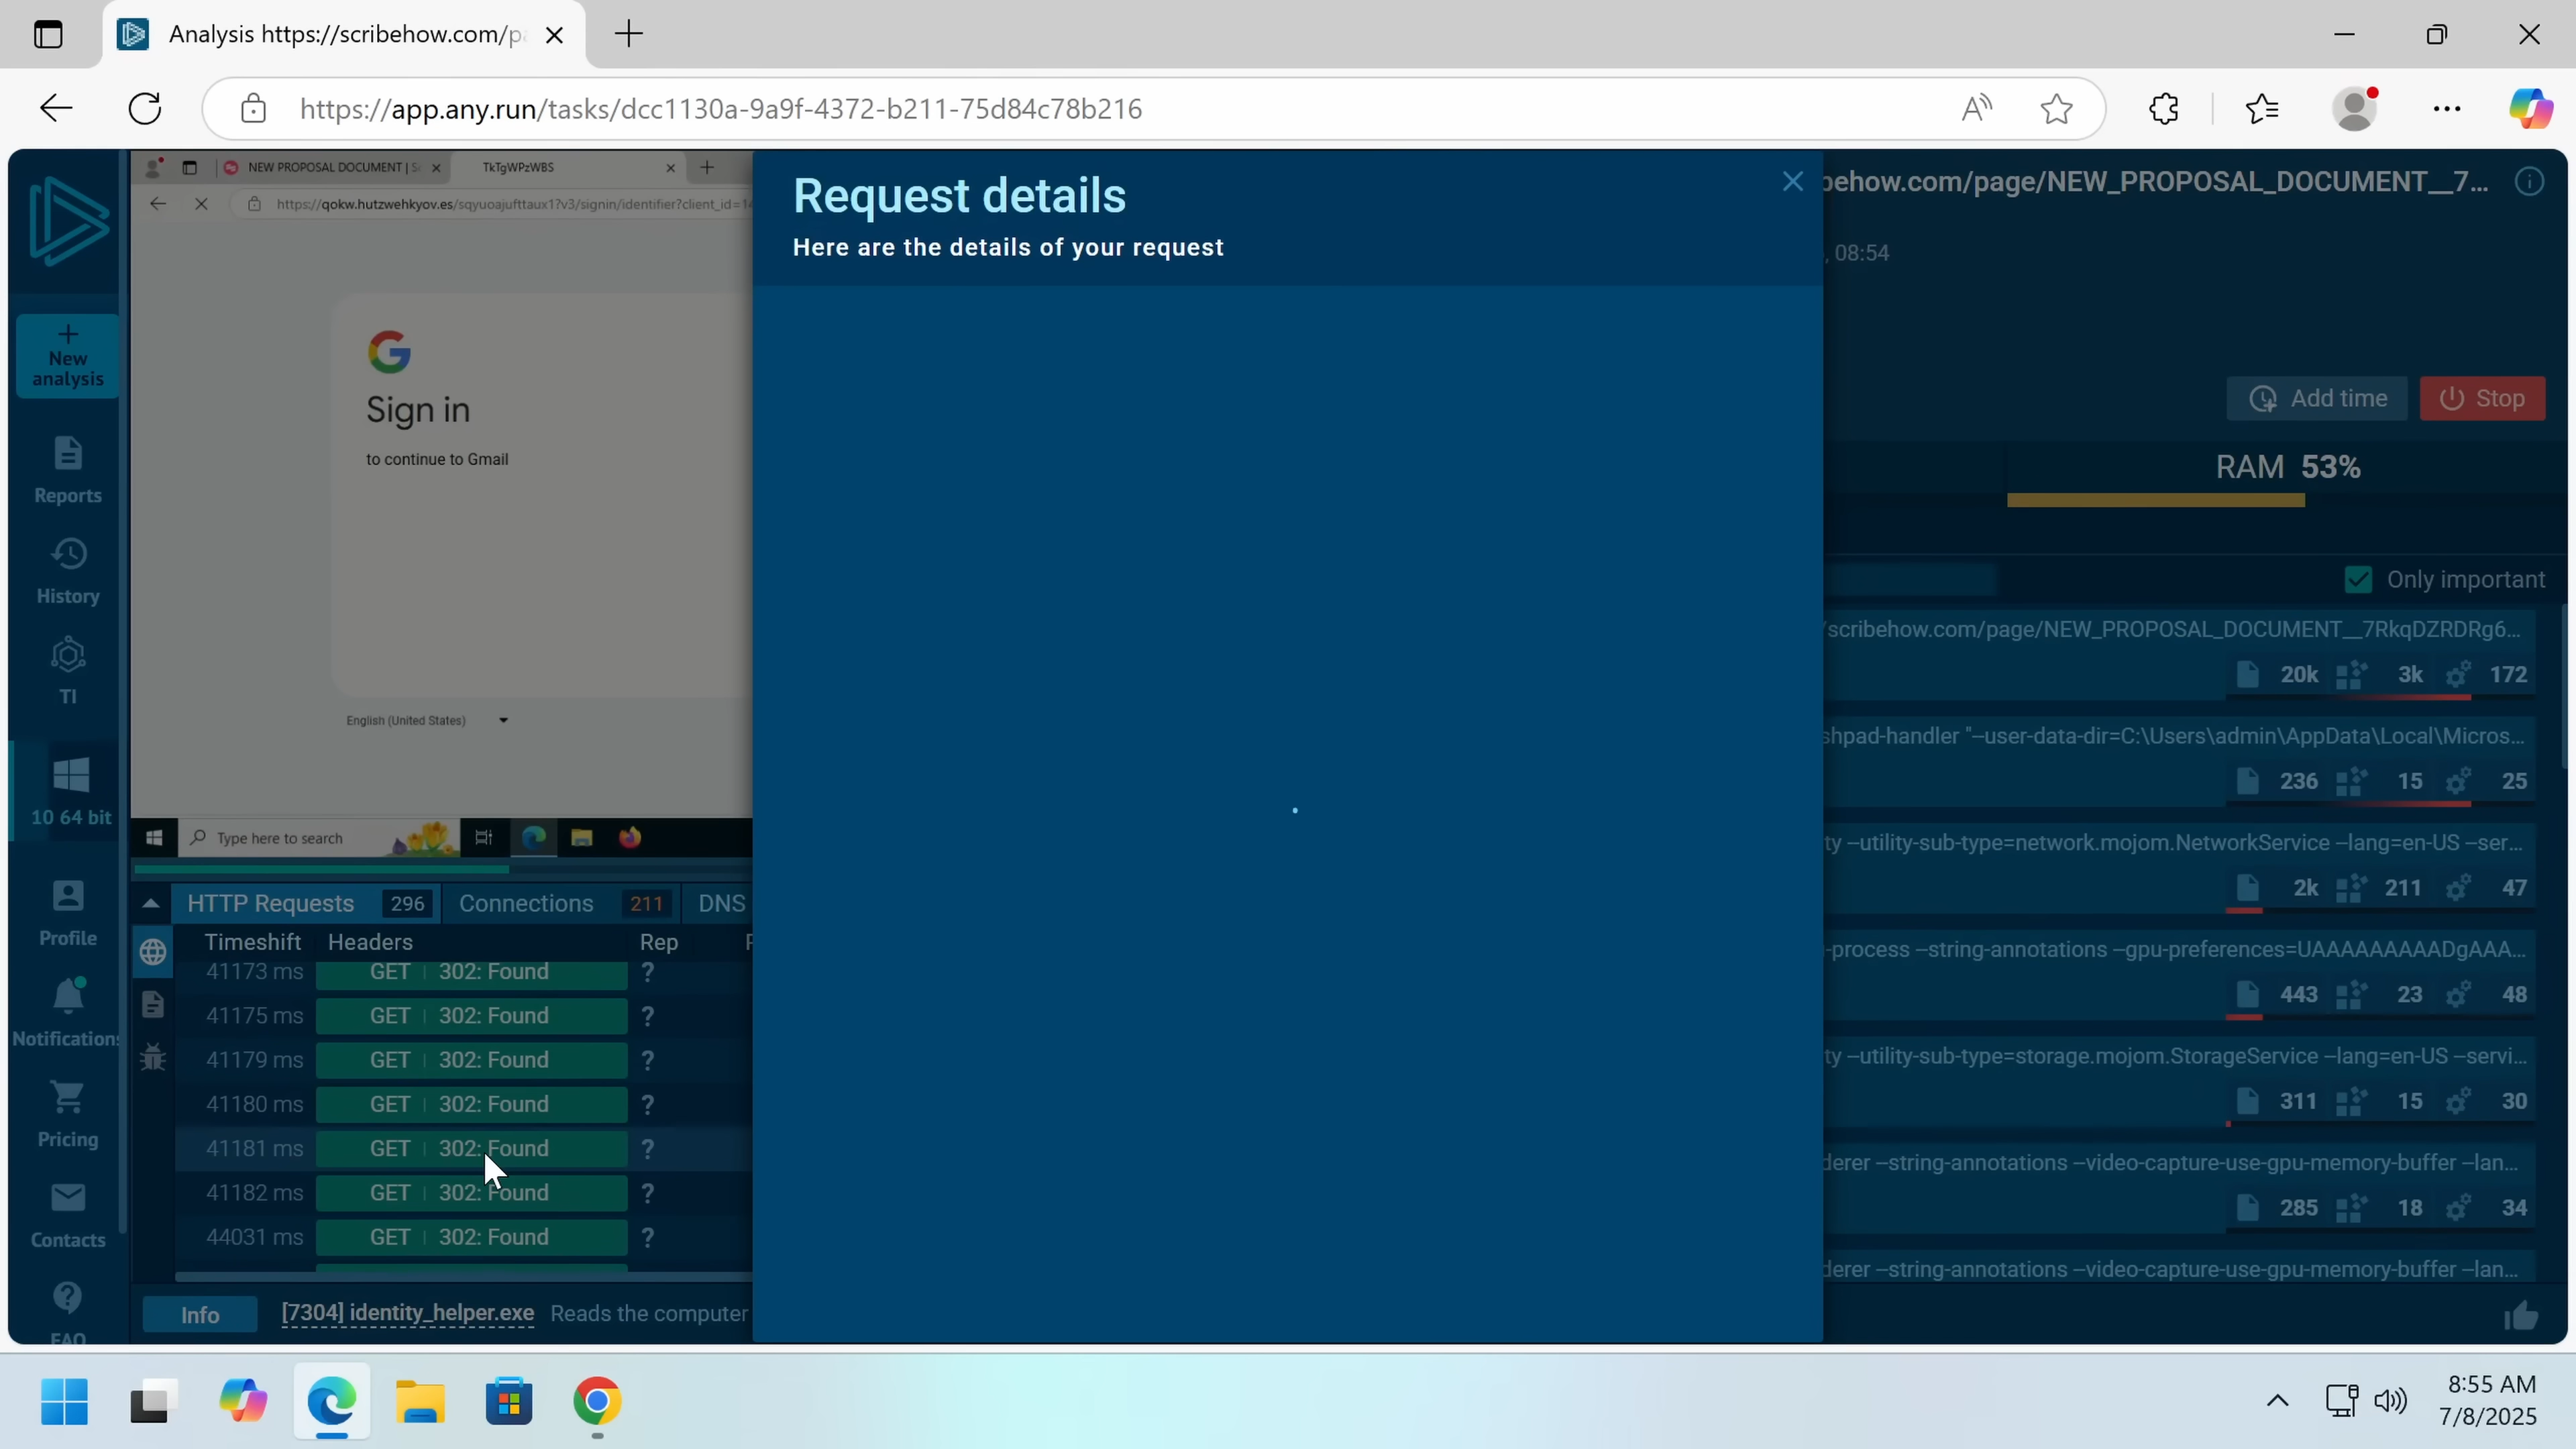 Analysis https://scribehow.com/pa
https://app.any.run/tasks/dcc1130a-9a9f-4372-b211-75d84c78b216
NEW PROPOSAL DOCUMENT | S
TkTgWPzWBS
https://qokw.hutzwehkyov.es/sqyuoajufttaux1?v3/signin/identifier?client_id=14
Request details
Here are the details of your request
behow.com/page/NEW_PROPOSAL_DOCUMENT__7...
, 08:54
New
analysis
Reports
History
TI
10 64 bit
Profile
Notifications
Pricing
Contacts
FAQ
Sign in
to continue to Gmail
English (United States)
Type here to search
Add time
Stop
RAM 53%
Only important
/scribehow.com/page/NEW_PROPOSAL_DOCUMENT__7RkqDZRDRg6...
20k 3k 172
shpad-handler "--user-data-dir=C:\Users\admin\AppData\Local\Micros...
236 15 25
ty --utility-sub-type=network.mojom.NetworkService --lang=en-US --ser...
2k 211 47
-process --string-annotations --gpu-preferences=UAAAAAAAAADgAAA...
443 23 48
ty --utility-sub-type=storage.mojom.StorageService --lang=en-US --servi...
311 15 30
derer --string-annotations --video-capture-use-gpu-memory-buffer --lan...
285 18 34
derer --string-annotations --video-capture-use-gpu-memory-buffer --lan...
HTTP Requests 296 Connections 211 DNS
Timeshift Headers Rep
41173 ms GET 302: Found ?
41175 ms GET 302: Found ?
41179 ms GET 302: Found ?
41180 ms GET 302: Found ?
41181 ms GET 302: Found ?
41182 ms GET 302: Found ?
44031 ms GET 302: Found ?
Info [7304] identity_helper.exe Reads the computer
8:55 AM
7/8/2025